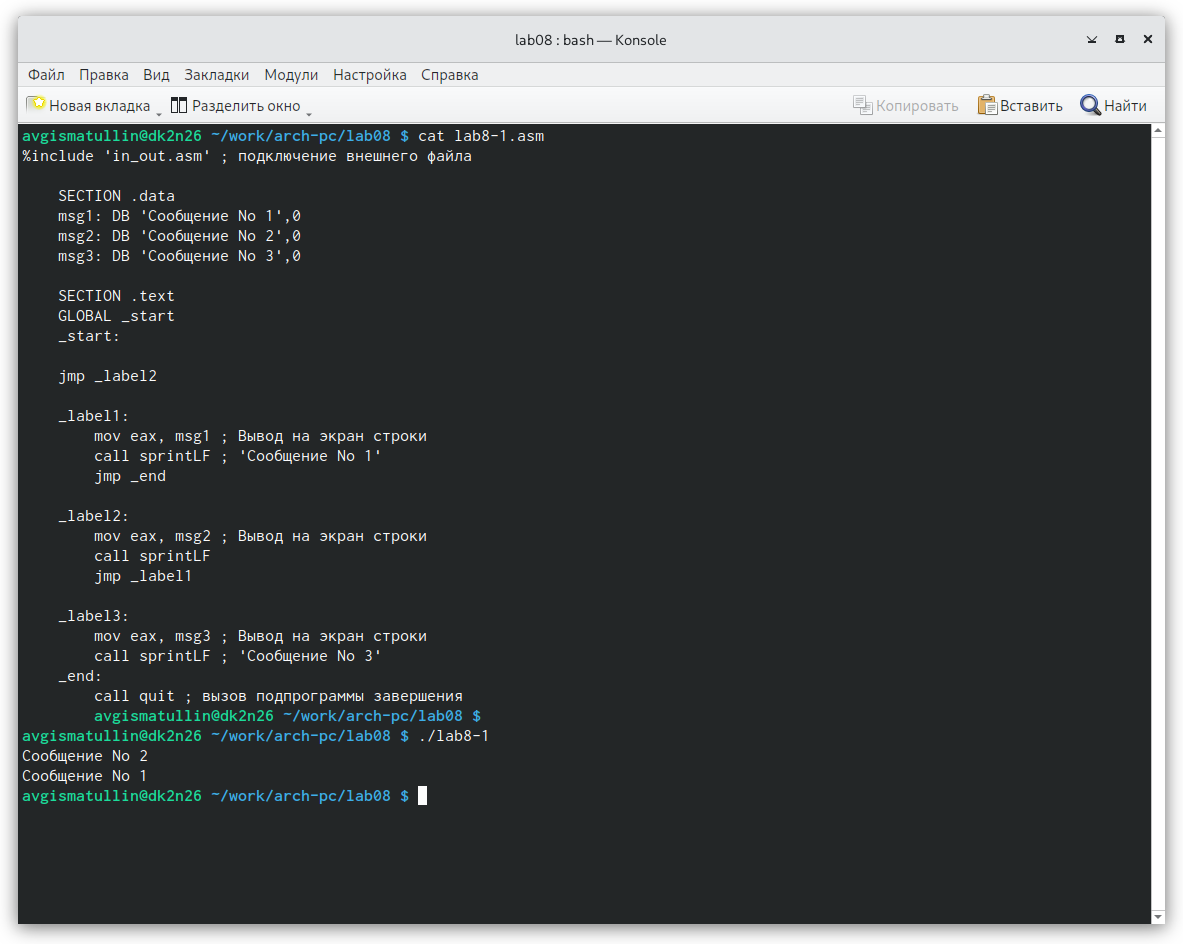 lab08 : bash — Konsole
Файл Правка Вид Закладки Модули Настройка Справка
Новая вкладка Разделить окно Копировать Вставить Найти
avgismatullin@dk2n26 ~/work/arch-pc/lab08 $ cat lab8-1.asm
%include 'in_out.asm' ; подключение внешнего файла
SECTION .data
msg1: DB 'Сообщение No 1',0
msg2: DB 'Сообщение No 2',0
msg3: DB 'Сообщение No 3',0
SECTION .text
GLOBAL _start
_start:
jmp _label2
_label1:
mov eax, msg1 ; Вывод на экран строки
call sprintLF ; 'Сообщение No 1'
jmp _end
_label2:
mov eax, msg2 ; Вывод на экран строки
call sprintLF
jmp _label1
_label3:
mov eax, msg3 ; Вывод на экран строки
call sprintLF ; 'Сообщение No 3'
_end:
call quit ; вызов подпрограммы завершения
avgismatullin@dk2n26 ~/work/arch-pc/lab08 $
avgismatullin@dk2n26 ~/work/arch-pc/lab08 $ ./lab8-1
Сообщение No 2
Сообщение No 1
avgismatullin@dk2n26 ~/work/arch-pc/lab08 $